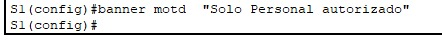 S1(config)#banner motd  "Solo Personal autorizado"
S1(config)#